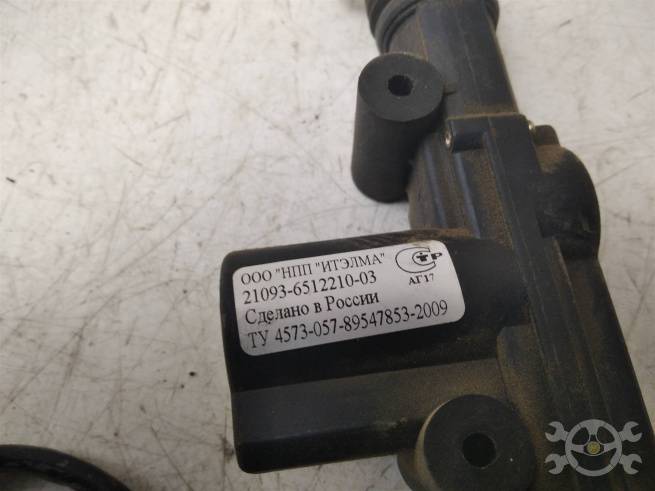 ООО "НПП "ИТЭЛМА"
21093-6512210-03
Сделано в России
ТУ 4573-057-89547853-2009
АГ17